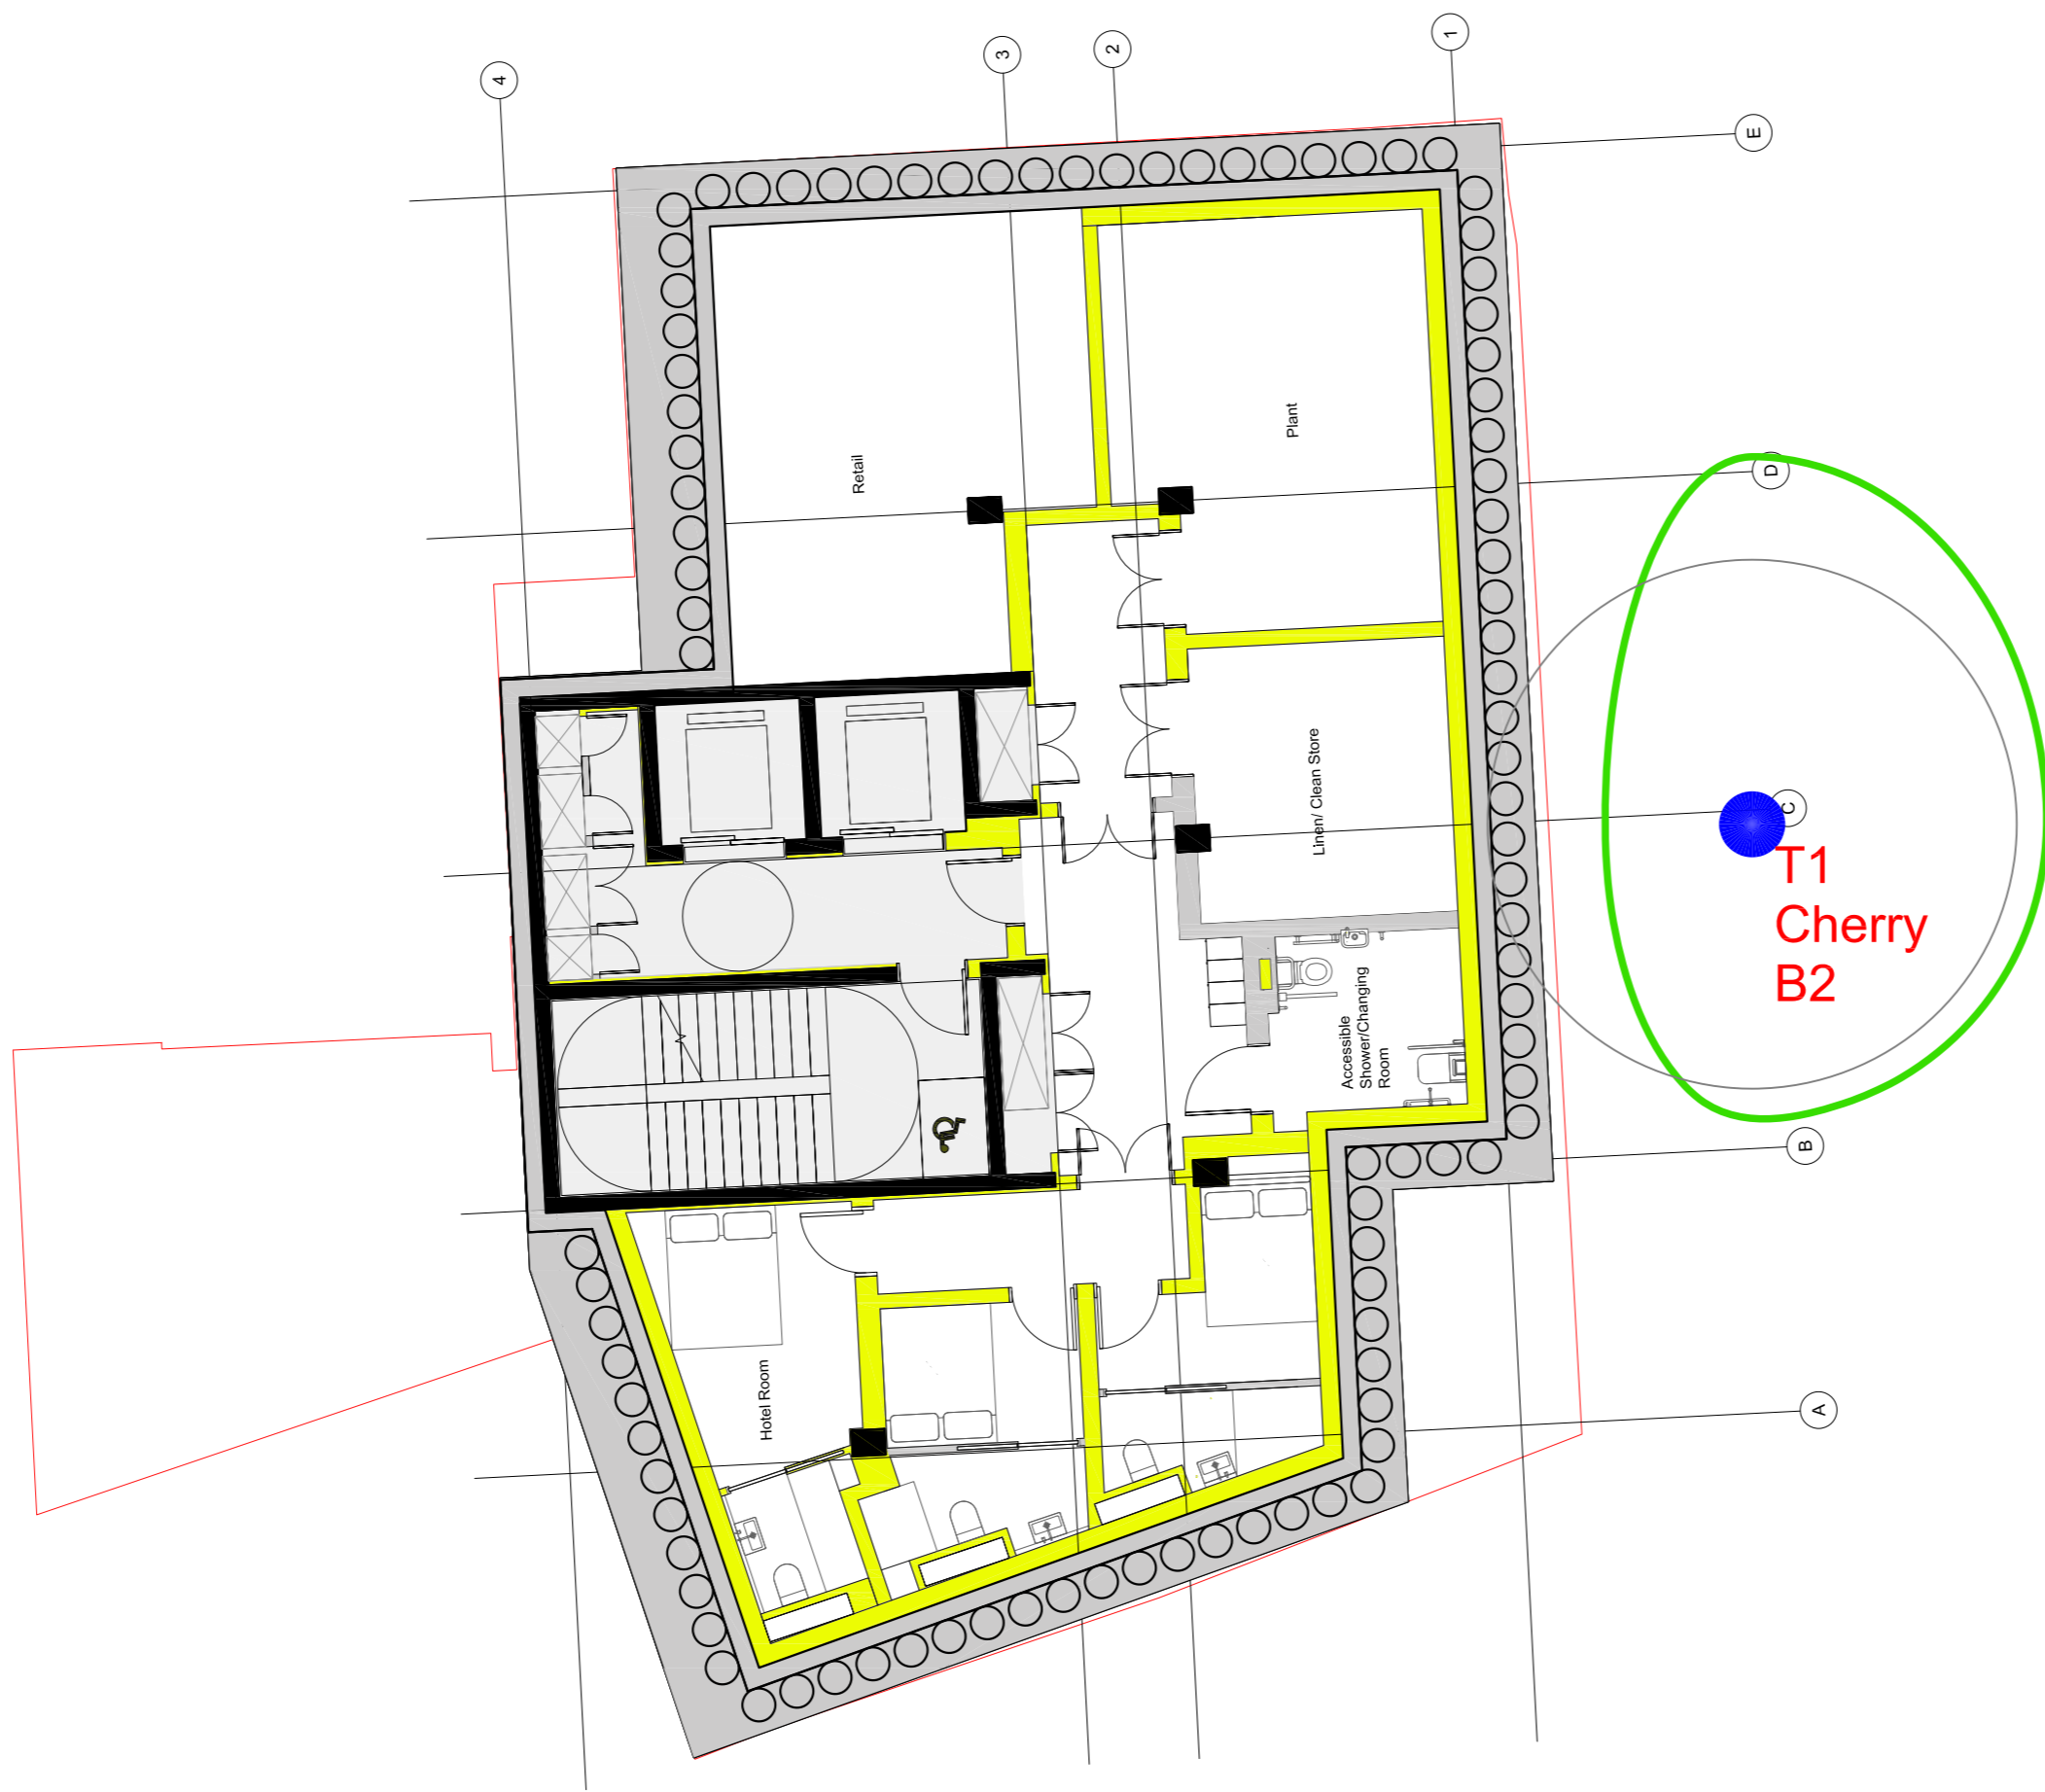 4
3
2
1
E
D
C
B
A
Retail
Plant
Linen/ Clean Store
Accessible
Shower/Changing
Room
Hotel Room
T1
Cherry
B2